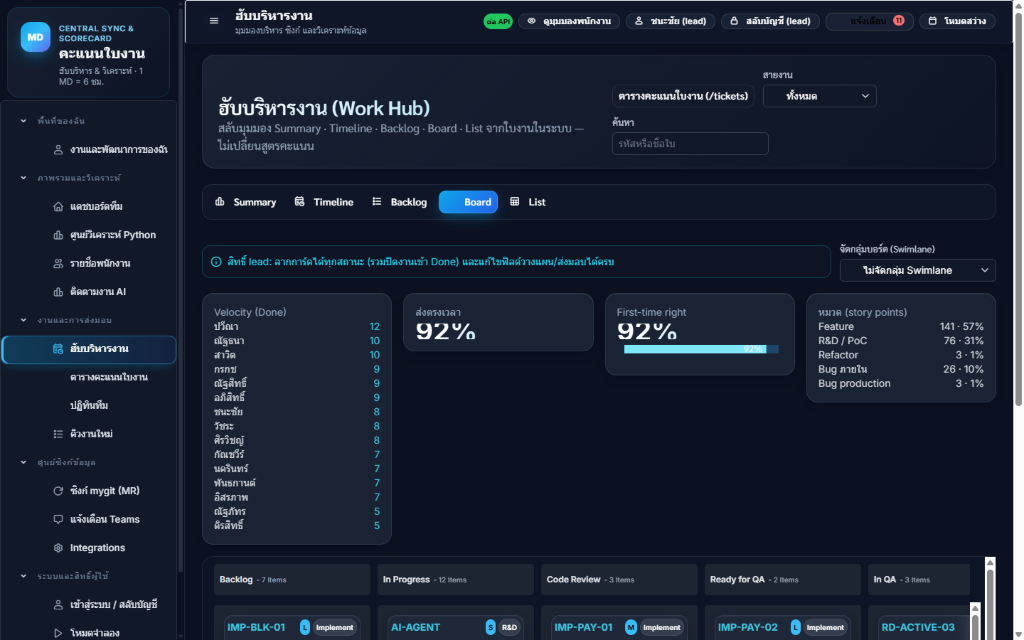 MD
CENTRAL SYNC &
SCORECARD
คะแนนใบงาน
ฮับบริหาร & วิเคราะห์ · 1
MD = 6 ชม.
พื้นที่ของฉัน
งานและพัฒนาการของฉัน
ภาพรวมและวิเคราะห์
แดชบอร์ดทีม
ศูนย์วิเคราะห์ Python
รายชื่อพนักงาน
ติดตามงาน AI
งานและการส่งมอบ
ฮับบริหารงาน
ตารางคะแนนใบงาน
ปฏิทินทีม
คิวงานใหม่
ศูนย์ซิงก์ข้อมูล
ซิงก์ mygit (MR)
แจ้งเตือน Teams
Integrations
ระบบและสิทธิ์ผู้ใช้
เข้าสู่ระบบ / สลับบัญชี
โหมดจำลอง
ฮับบริหารงาน
มุมมองบริหาร ซิงก์ และวิเคราะห์ข้อมูล
ต่อ API
ดูมุมมองพนักงาน
ชนะชัย (lead)
สลับบัญชี (lead)
แจ้งเตือน 11
โหมดสว่าง
ฮับบริหารงาน (Work Hub)
สลับมุมมอง Summary · Timeline · Backlog · Board · List จากใบงานในระบบ —
ไม่เปลี่ยนสูตรคะแนน
ตารางคะแนนใบงาน (/tickets)
สายงาน
ทั้งหมด
ค้นหา
รหัสหรือชื่อใบ
Summary
Timeline
Backlog
Board
List
สิทธิ์ lead: ลากการ์ดได้ทุกสถานะ (รวมปิดงานเข้า Done) และแก้ไขฟิลด์วางแผน/ส่งมอบได้ครบ
จัดกลุ่มบอร์ด (Swimlane)
ไม่จัดกลุ่ม Swimlane
Velocity (Done)
ปวีณา 12
ณัฐธนา 10
สาวิต 10
กรกช 9
ณัฐสิทธิ์ 9
อภิสิทธิ์ 9
ชนะชัย 8
วัชระ 8
ศิรวิชญ์ 8
กัณชวีร์ 7
นครินทร์ 7
พันธกานต์ 7
อิสรภาพ 7
ณัฐภัทร 5
ดิรสิทธิ์ 5
ส่งตรงเวลา
92%
First-time right
92%
92%
หมวด (story points)
Feature 141 · 57%
R&D / PoC 76 · 31%
Refactor 3 · 1%
Bug ภายใน 26 · 10%
Bug production 3 · 1%
Backlog - 7 Items
In Progress - 12 Items
Code Review - 3 Items
Ready for QA - 2 Items
In QA - 3 Items
IMP-BLK-01 L Implement
AI-AGENT S R&D
IMP-PAY-01 M Implement
IMP-PAY-02 L Implement
RD-ACTIVE-03